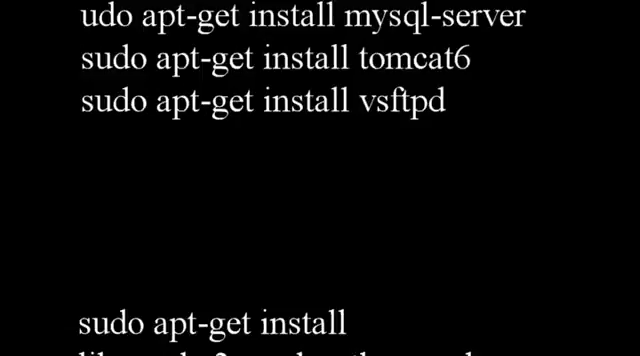 udo apt-get install mysql-server
sudo apt-get install tomcat6
sudo apt-get install vsftpd
sudo apt-get install